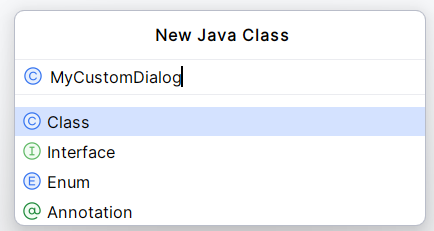 New Java Class
C MyCustomDialog
C Class
I Interface
E Enum
@ Annotation